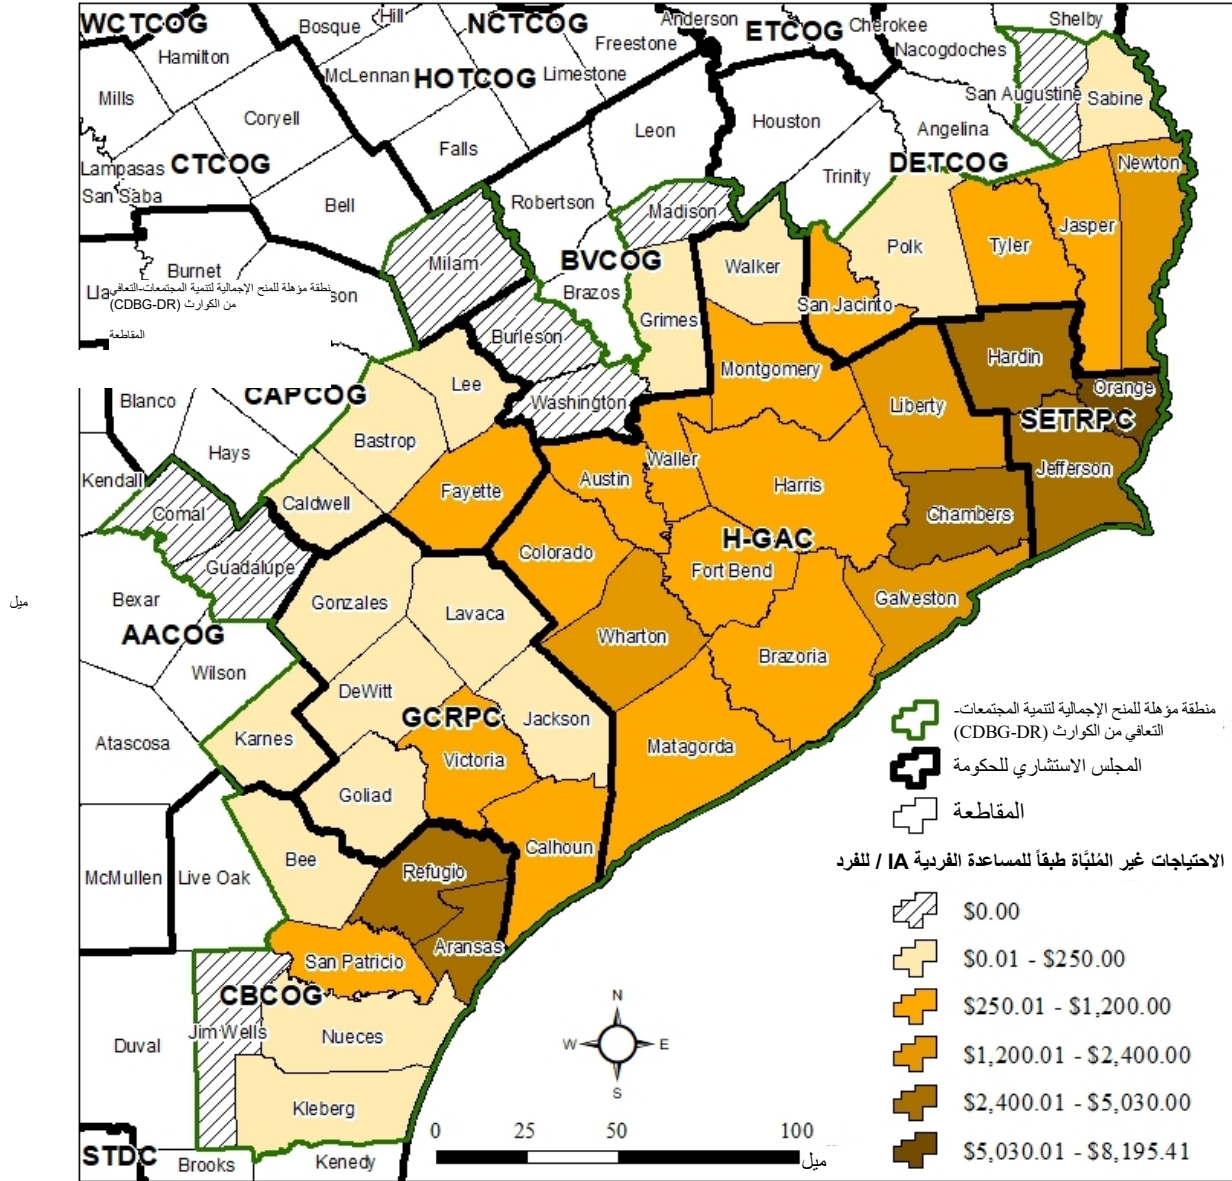 WCTCOG
Bosque
Hill
NCTCOG
Anderson
ETCOG
Cherokee
Shelby
Hamilton
Freestone
Nacogdoches
McLennan
HOTCOG
Limestone
Mills
San Augustine
Sabine
Coryell
Leon
Houston
Angelina
Falls
Lampasas
CTCOG
DETCOG
Newton
San Saba
Bell
Robertson
Trinity
Madison
Jasper
Milam
BVCOG
Walker
Polk
Tyler
Burnet
Lla
son
نطقة مؤهلة للمنح الإجمالية لتنمية المجتمعات-التعافي
من الكوارث (CDBG-DR)
المقاطعة
Brazos
San Jacinto
Grimes
Burleson
Hardin
Montgomery
Lee
Orange
CAPCOG
Blanco
Washington
Liberty
SETRPC
Bastrop
Hays
Waller
Jefferson
Kendall
Austin
Harris
Caldwell
Fayette
Comal
Chambers
H-GAC
Colorado
Guadalupe
Fort Bend
Bexar
Gonzales
Galveston
ميل
Lavaca
AACOG
Wharton
Brazoria
Wilson
DeWitt
GCRPC
Jackson
Karnes
Atascosa
Matagorda
Victoria
Goliad
Calhoun
Bee
Refugio
McMullen
Live Oak
Aransas
San Patricio
CBCOG
Jim Wells
Nueces
Duval
Kleberg
STDC
Brooks
Kenedy
منطقة مؤهلة للمنح الإجمالية لتنمية المجتمعات-
التعافي من الكوارث (CDBG-DR)
المجلس الاستشاري للحكومة
المقاطعة
الاحتياجات غير المُلبَّاة طبقاً للمساعدة الفردية IA / للفرد
$0.00
$0.01 - $250.00
$250.01 - $1,200.00
$1,200.01 - $2,400.00
$2,400.01 - $5,030.00
$5,030.01 - $8,195.41
N
W E
S
0 25 50 100
ميل